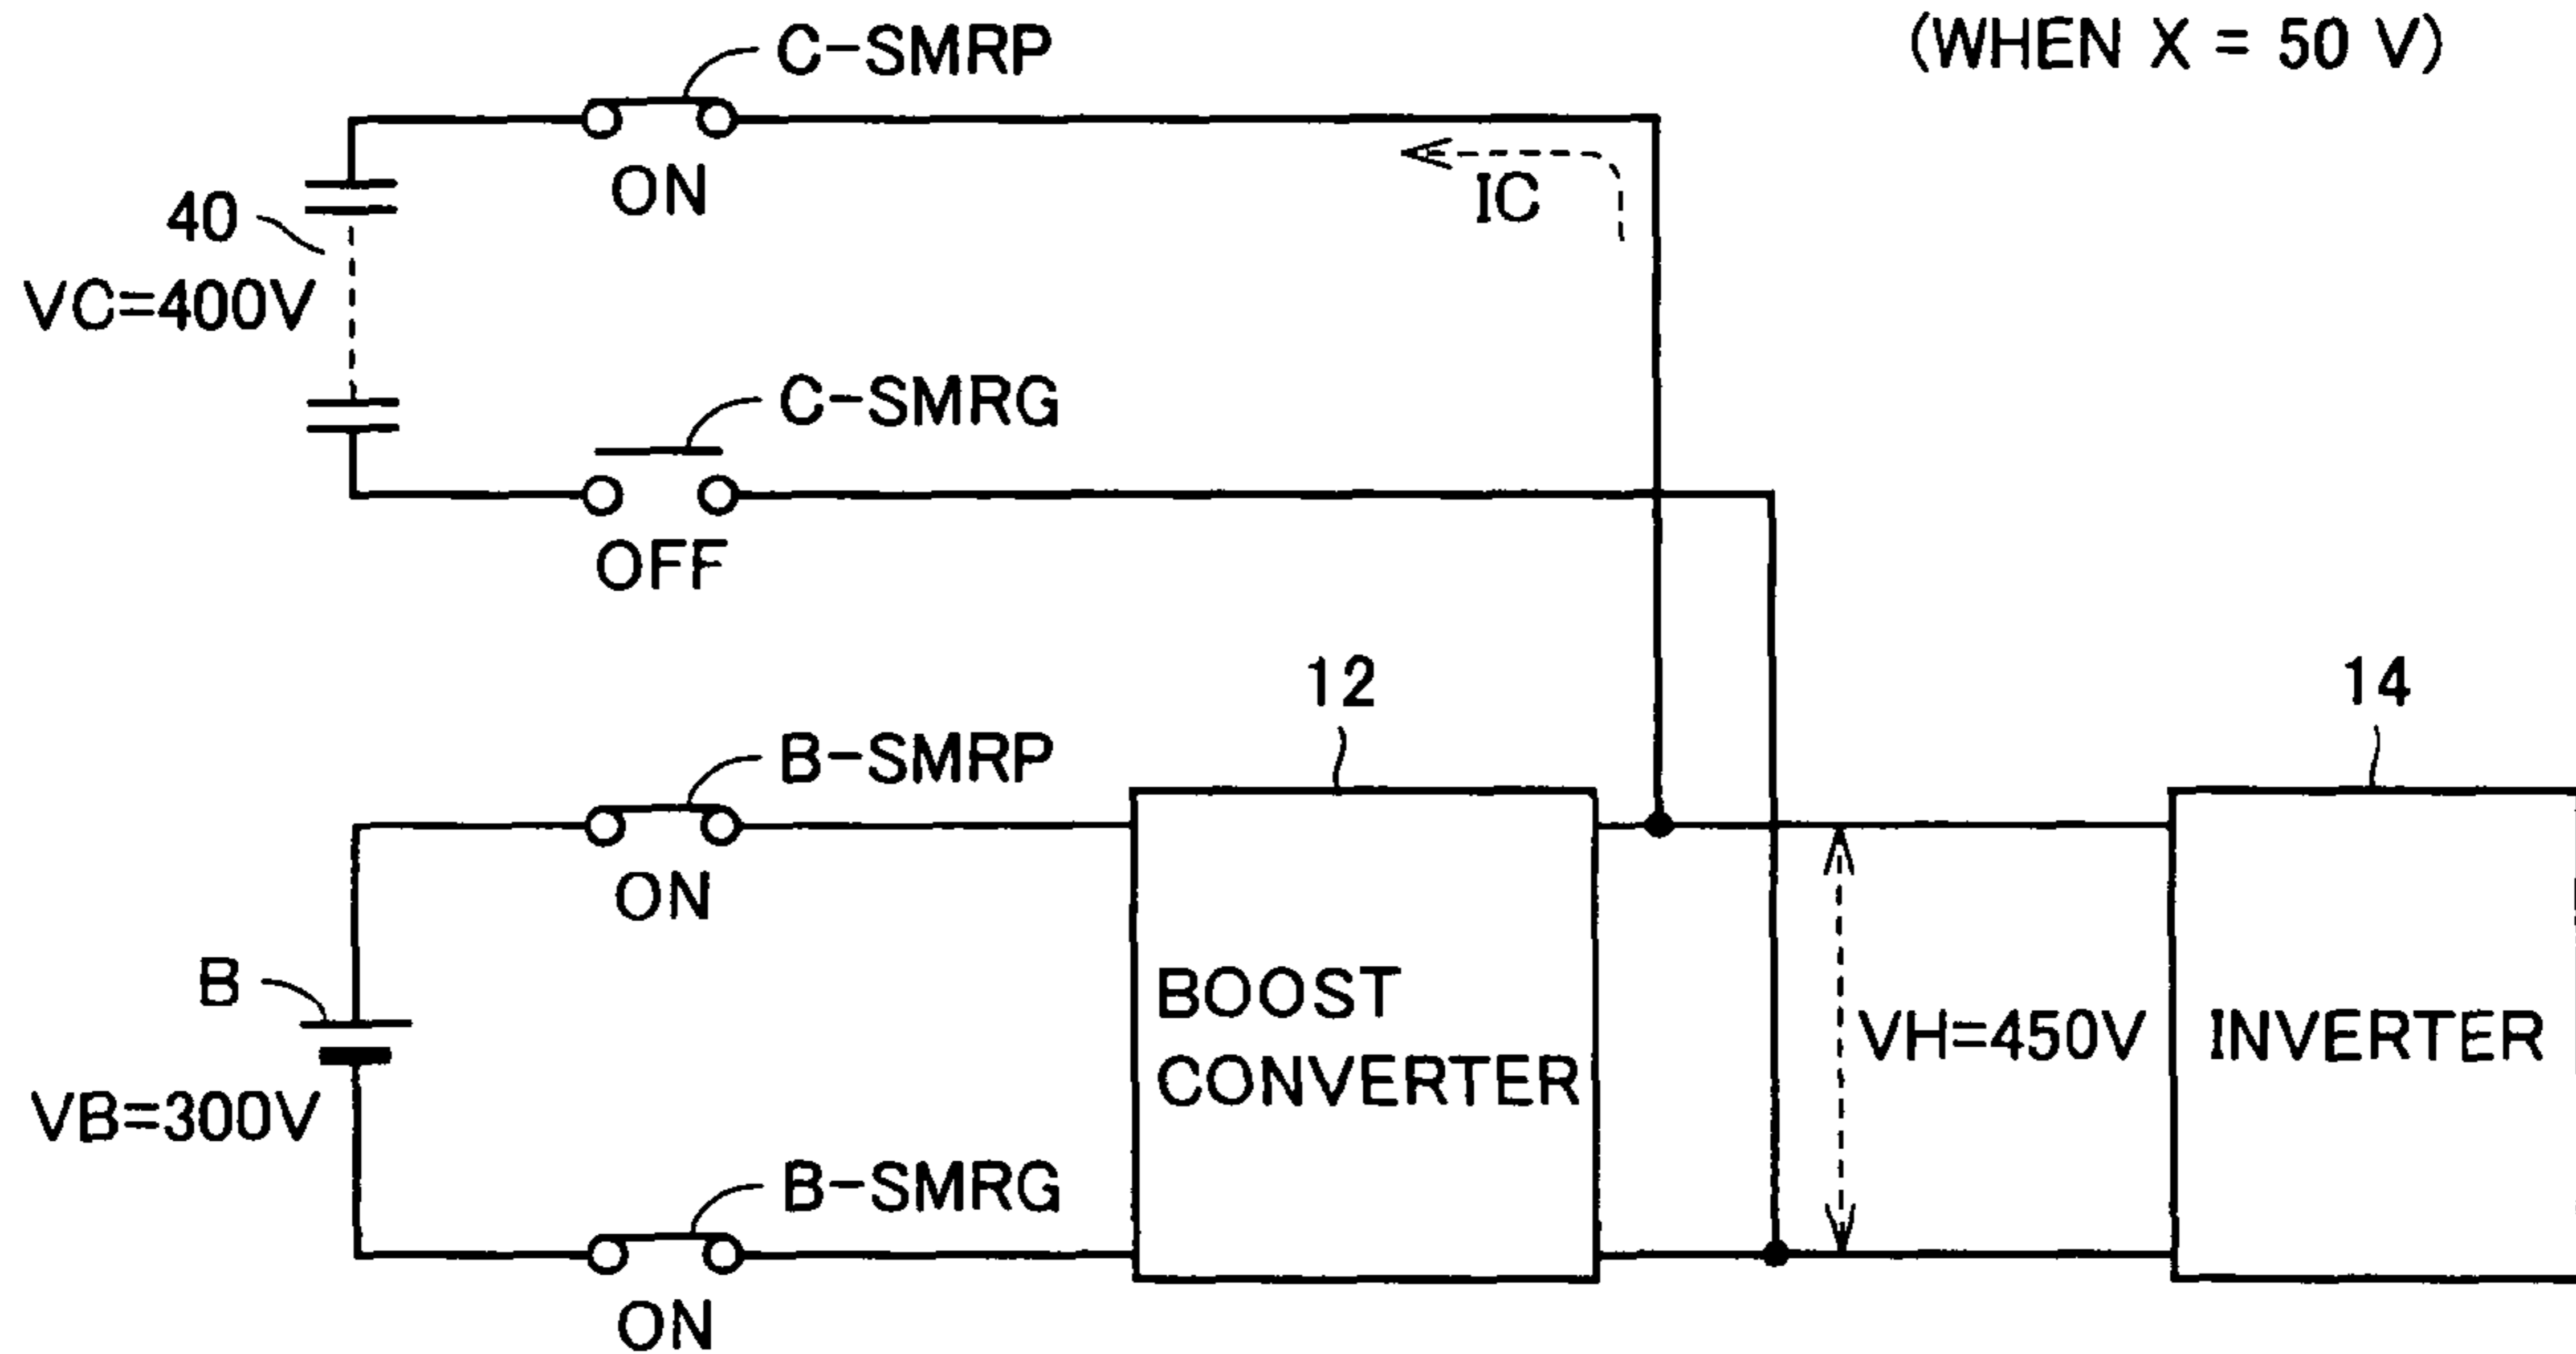 (WHEN X = 50 V)
C-SMRP
ON
IC
40
VC=400V
C-SMRG
OFF
12
14
B-SMRP
ON
B
VB=300V
BOOST
CONVERTER
VH=450V
INVERTER
B-SMRG
ON